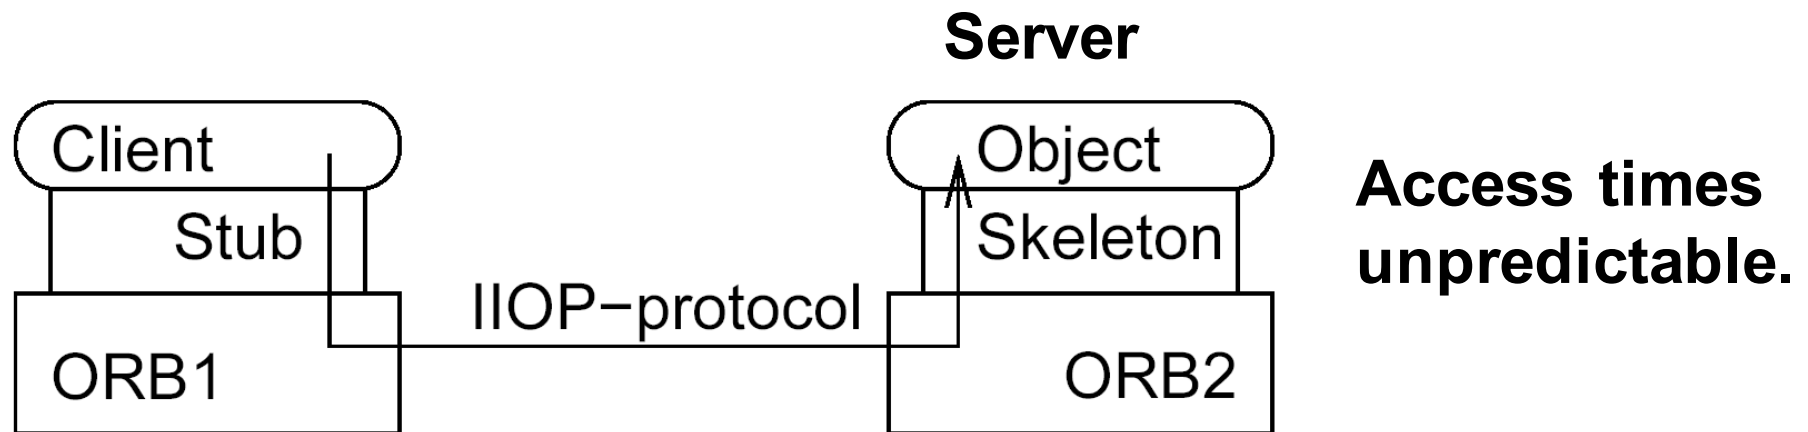 Server
Client
Object
Stub
Skeleton
Access times
unpredictable.
IIOP−protocol
ORB1
ORB2